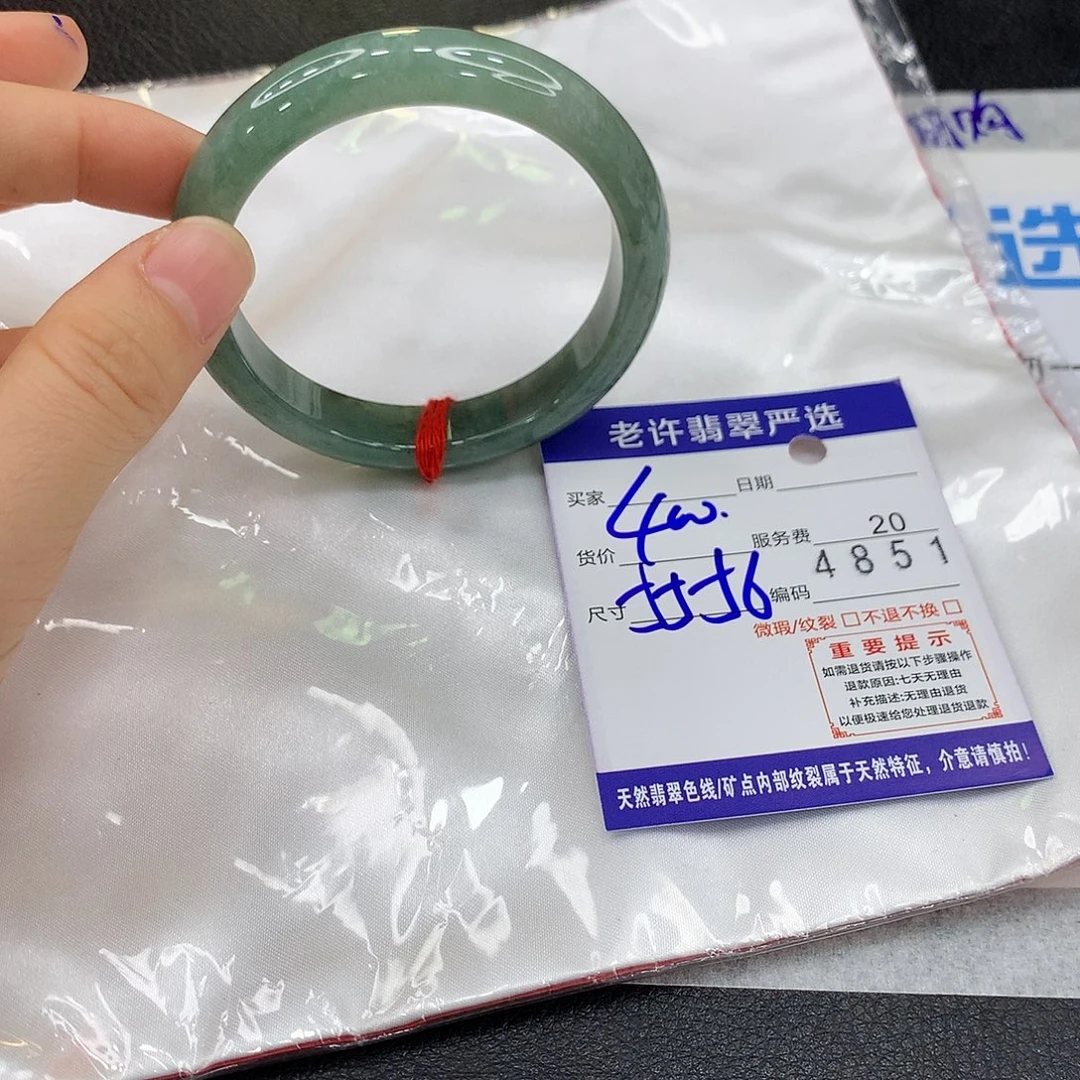 选
老许翡翠严选
买家 日期
400.
货价 服务费 20
尺寸 编码 4851
微瑕/纹裂 □ 不退不换 □
重要提示
如需退货请按以下步骤操作
退款原因:七天无理由
补充描述:无理由退货
以便极速给您处理退货退款
天然翡翠色线/矿点内部纹裂属于天然特征，介意请慎拍！